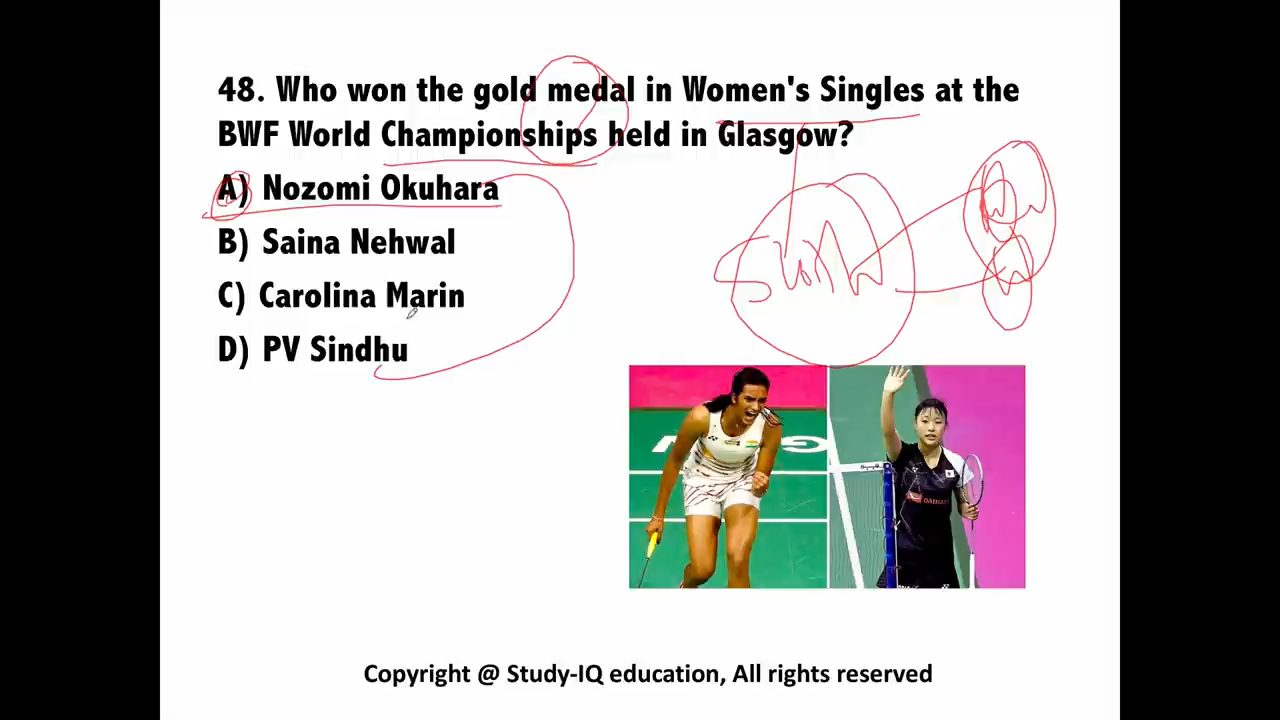 48. Who won the gold medal in Women's Singles at the
BWF World Championships held in Glasgow?
A) Nozomi Okuhara
B) Saina Nehwal
C) Carolina Marin
D) PV Sindhu
Copyright @ Study-IQ education, All rights reserved